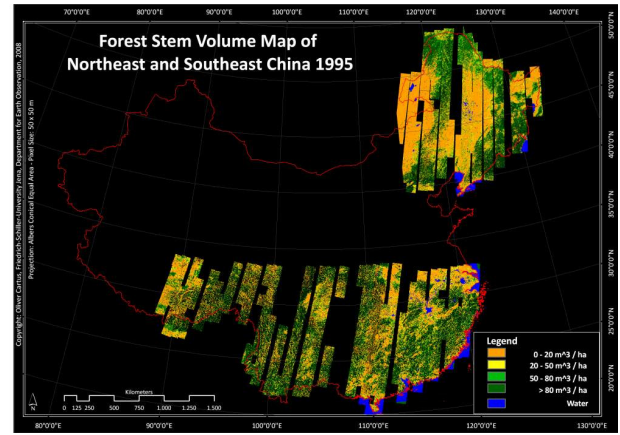 70°0'0"E
80°0'0"E
90°0'0"E
100°0'0"E
110°0'0"E
120°0'0"E
130°0'0"E
140°0'0"E
Forest Stem Volume Map of
Northeast and Southeast China 1995
Copyright: Oliver Cartus, Friedrich-Schiller-University Jena, Department for Earth Observation, 2008
Projection: Albers Conical Equal Area - Pixel Size: 50 x 50 m
50°0'0"N
45°0'0"N
40°0'0"N
35°0'0"N
30°0'0"N
25°0'0"N
20°0'0"N
Legend
0 - 20 m^3 / ha
20 - 50 m^3 / ha
50 - 80 m^3 / ha
> 80 m^3 / ha
Water
N
Kilometers
0 125 250 500 750 1.000 1.250 1.500
80°0'0"E
90°0'0"E
100°0'0"E
110°0'0"E
120°0'0"E
130°0'0"E